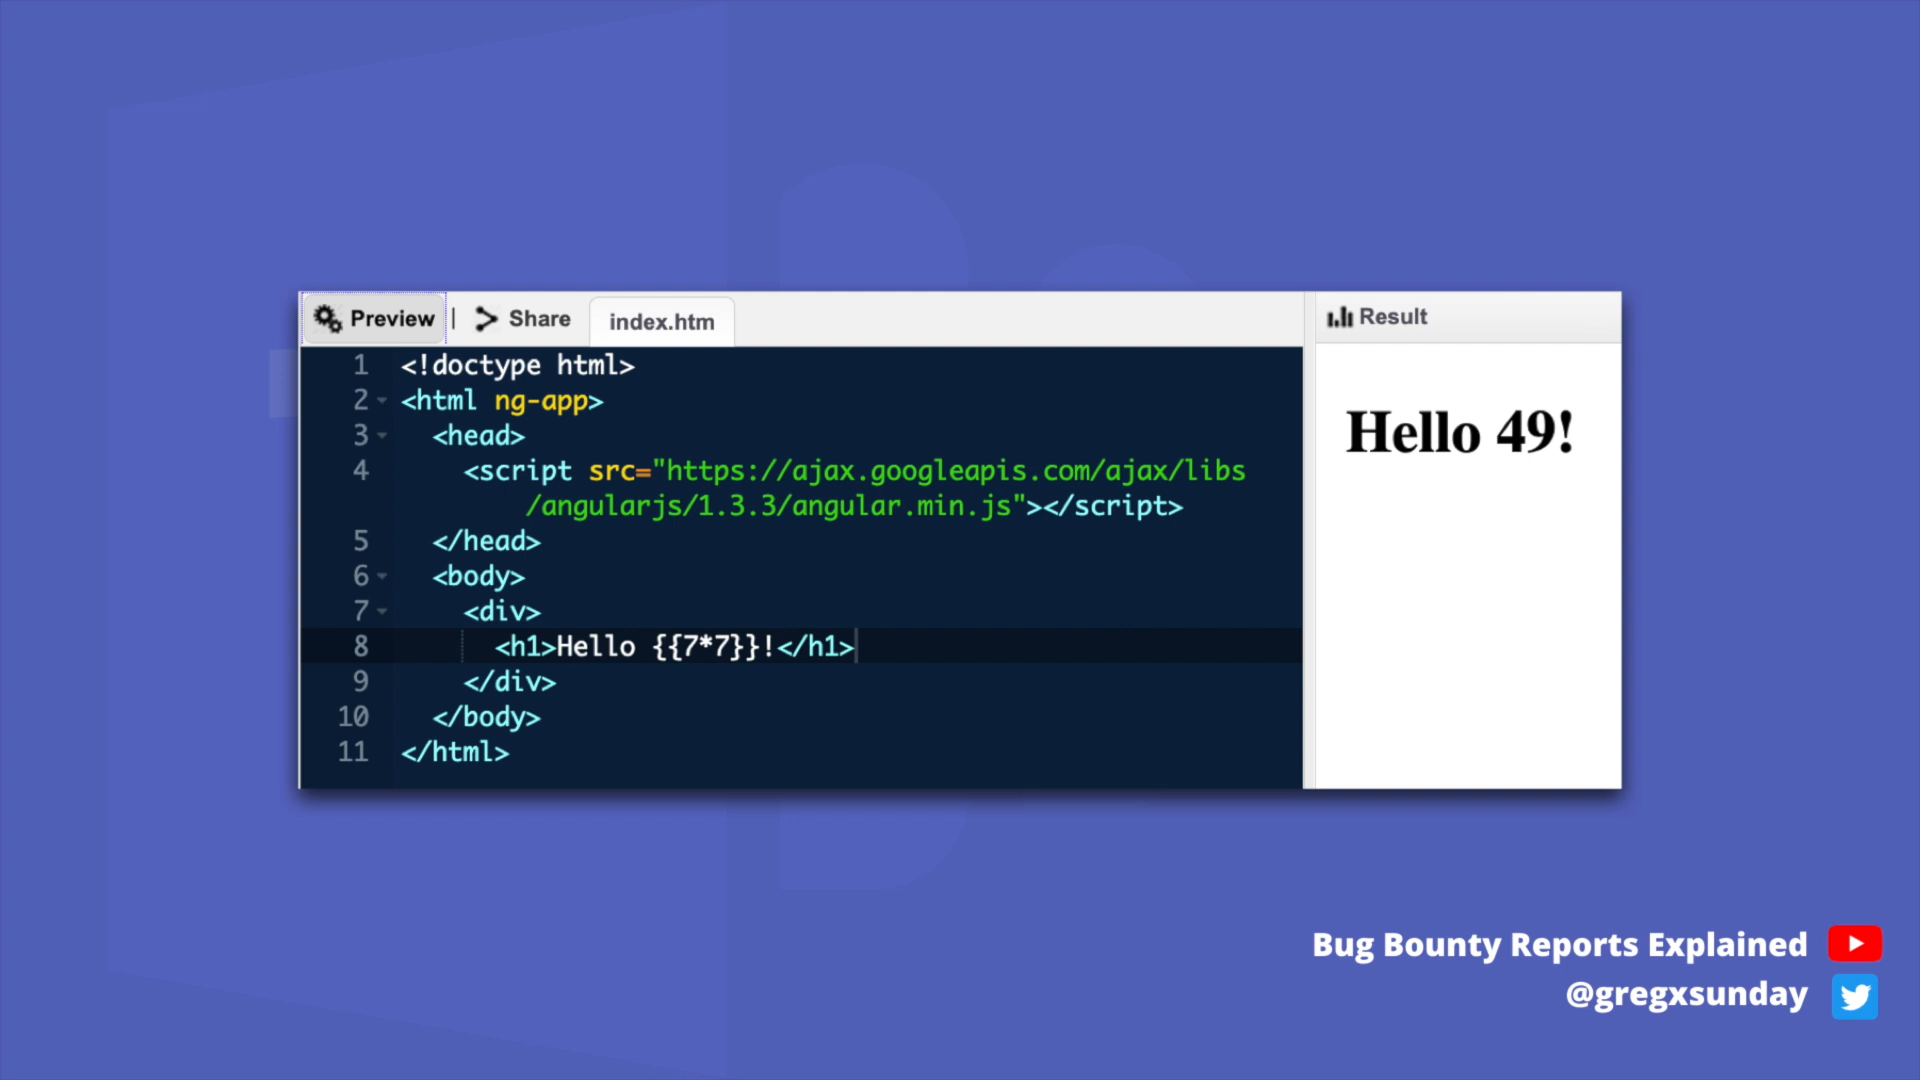 Preview | Share index.htm
Result
1 <!doctype html>
2 <html ng-app>
3 <head>
4 <script src="https://ajax.googleapis.com/ajax/libs
/angularjs/1.3.3/angular.min.js"></script>
5 </head>
6 <body>
7 <div>
8 <h1>Hello {{7*7}}!</h1>
9 </div>
10 </body>
11 </html>
Hello 49!
Bug Bounty Reports Explained
@gregxsunday